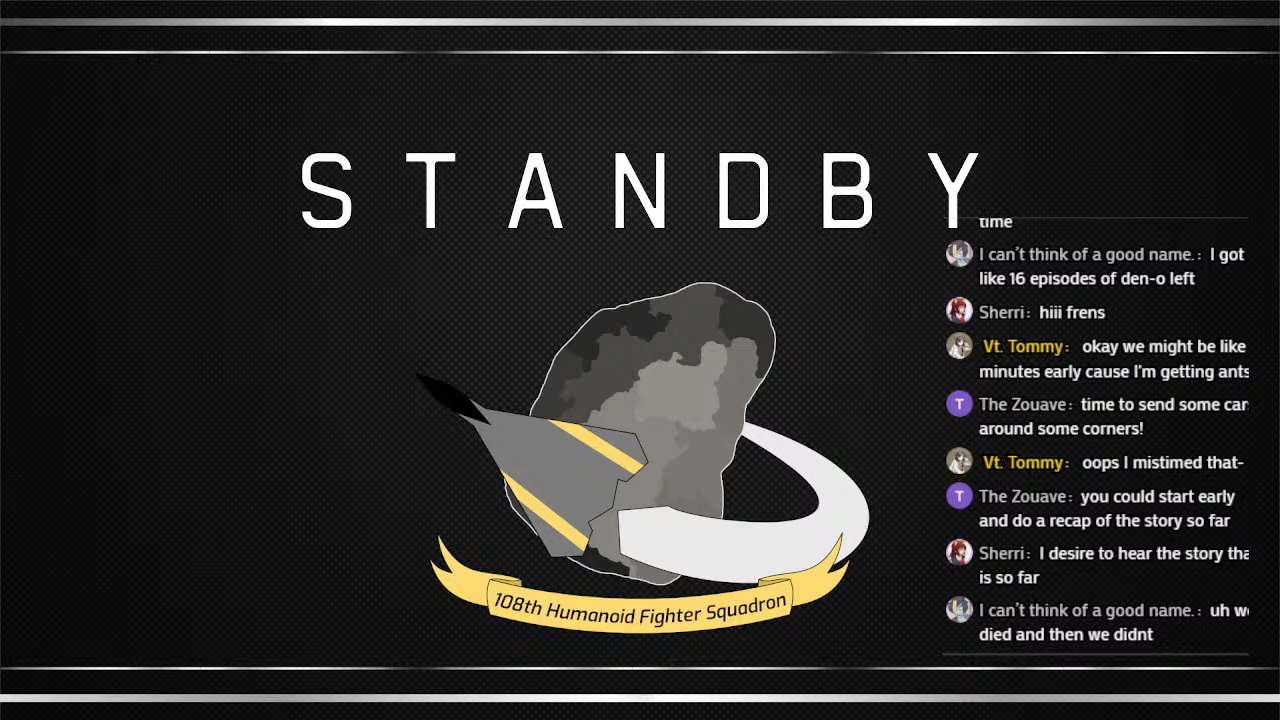 STANDBY
time
I can't think of a good name.: I got
like 16 episodes of den-o left
Sherri: hiii frens
Vt. Tommy: okay we might be like
minutes early cause I'm getting ants
T The Zouave: time to send some car
around some corners!
Vt. Tommy: oops I mistimed that-
T The Zouave: you could start early
and do a recap of the story so far
Sherri: I desire to hear the story tha
is so far
I can't think of a good name.: uh we
died and then we didnt
108th Humanoid Fighter Squadron